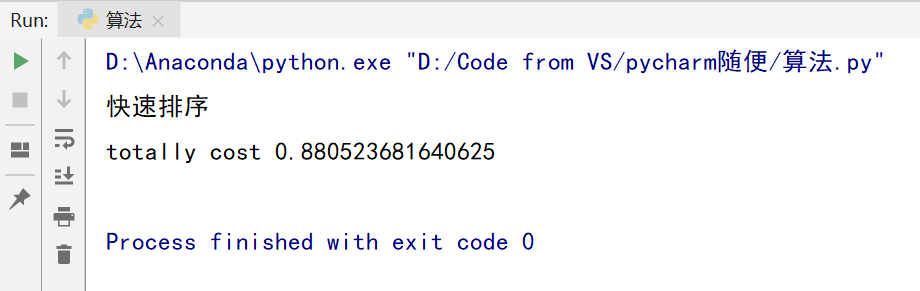 Run: 算法
D:\Anaconda\python.exe "D:/Code from VS/pycharm随便/算法.py"
快速排序
totally cost 0.880523681640625
Process finished with exit code 0